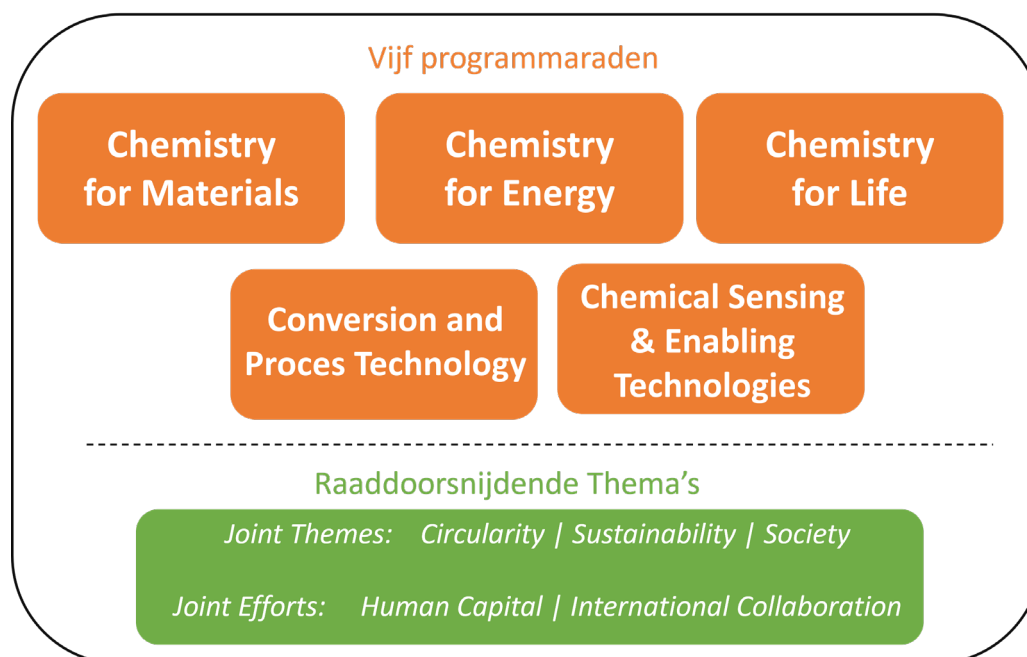 Vijf programmaraden
Chemistry
for Materials
Chemistry
for Energy
Chemistry
for Life
Conversion and
Proces Technology
Chemical Sensing
& Enabling
Technologies
Raaddoorsnijdende Thema's
Joint Themes: Circularity | Sustainability | Society
Joint Efforts: Human Capital | International Collaboration